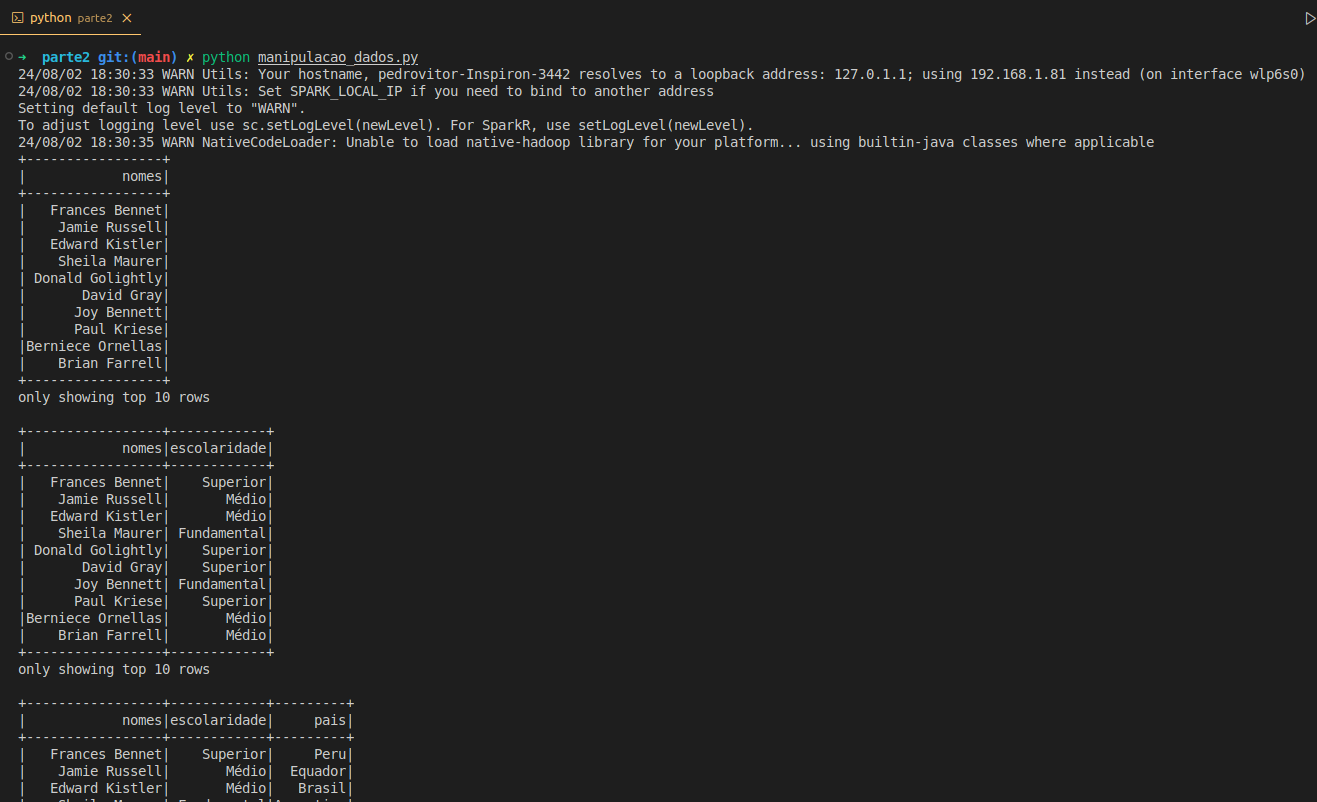 python parte2
➜  parte2 git:(main) ✗ python manipulacao_dados.py
24/08/02 18:30:33 WARN Utils: Your hostname, pedrovitor-Inspiron-3442 resolves to a loopback address: 127.0.1.1; using 192.168.1.81 instead (on interface wlp6s0)
24/08/02 18:30:33 WARN Utils: Set SPARK_LOCAL_IP if you need to bind to another address
Setting default log level to "WARN".
To adjust logging level use sc.setLogLevel(newLevel). For SparkR, use setLogLevel(newLevel).
24/08/02 18:30:35 WARN NativeCodeLoader: Unable to load native-hadoop library for your platform... using builtin-java classes where applicable
+-----------------+
|            nomes|
+-----------------+
|   Frances Bennet|
|    Jamie Russell|
|   Edward Kistler|
|    Sheila Maurer|
| Donald Golightly|
|       David Gray|
|      Joy Bennett|
|      Paul Kriese|
|Berniece Ornellas|
|    Brian Farrell|
+-----------------+
only showing top 10 rows

+-----------------+------------+
|            nomes|escolaridade|
+-----------------+------------+
|   Frances Bennet|    Superior|
|    Jamie Russell|       Médio|
|   Edward Kistler|       Médio|
|    Sheila Maurer| Fundamental|
| Donald Golightly|    Superior|
|       David Gray|    Superior|
|      Joy Bennett| Fundamental|
|      Paul Kriese|    Superior|
|Berniece Ornellas|       Médio|
|    Brian Farrell|       Médio|
+-----------------+------------+
only showing top 10 rows

+-----------------+------------+---------+
|            nomes|escolaridade|     pais|
+-----------------+------------+---------+
|   Frances Bennet|    Superior|     Peru|
|    Jamie Russell|       Médio|  Equador|
|   Edward Kistler|       Médio|   Brasil|